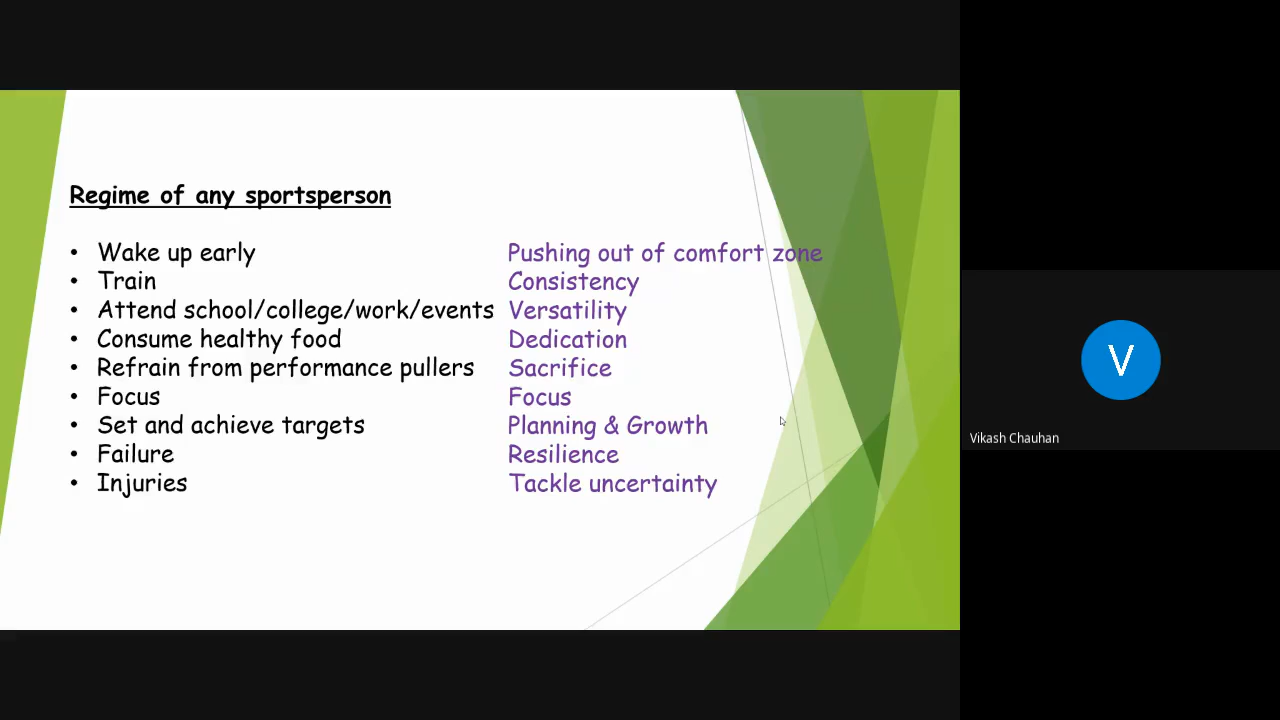 Regime of any sportsperson
• Wake up early Pushing out of comfort zone
• Train Consistency
• Attend school/college/work/events Versatility
• Consume healthy food Dedication
• Refrain from performance pullers Sacrifice
• Focus Focus
• Set and achieve targets Planning & Growth
• Failure Resilience
• Injuries Tackle uncertainty
V
Vikash Chauhan